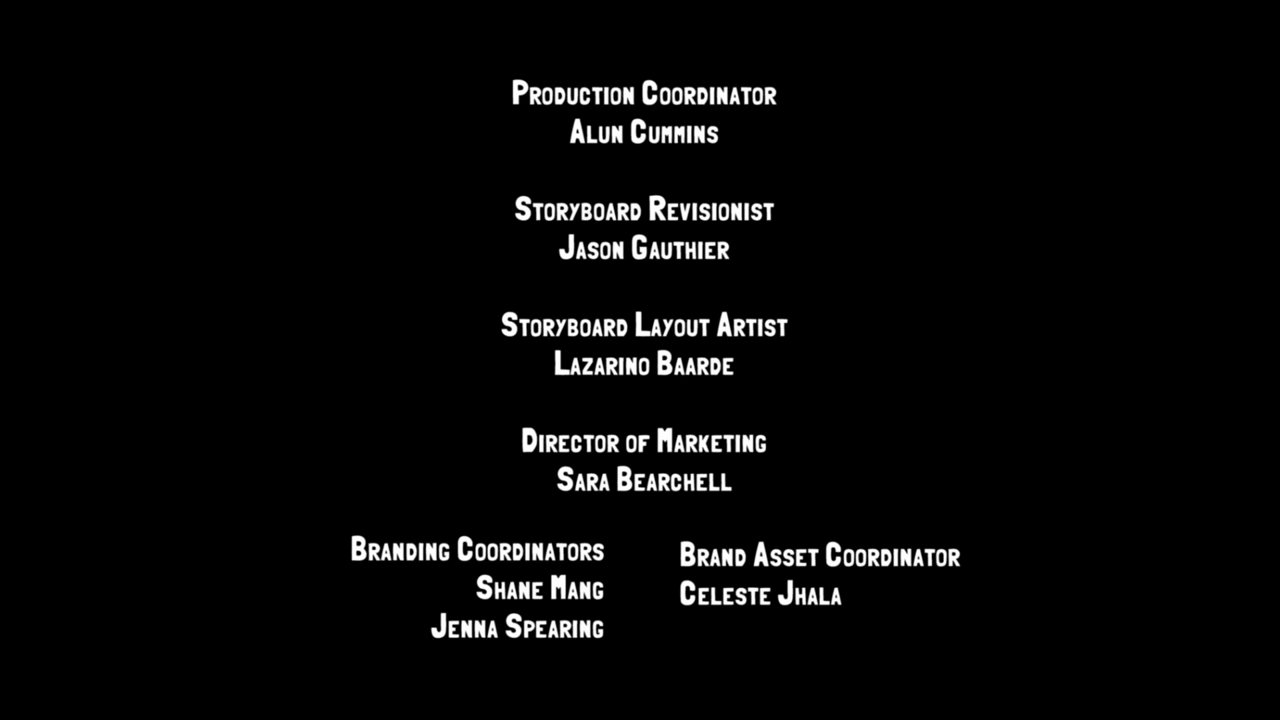 Production Coordinator
Alun Cummins
Storyboard Revisionist
Jason Gauthier
Storyboard Layout Artist
Lazarino Baarde
Director of Marketing
Sara Bearchell
Branding Coordinators
Shane Mang
Jenna Spearing
Brand Asset Coordinator
Celeste Jhala